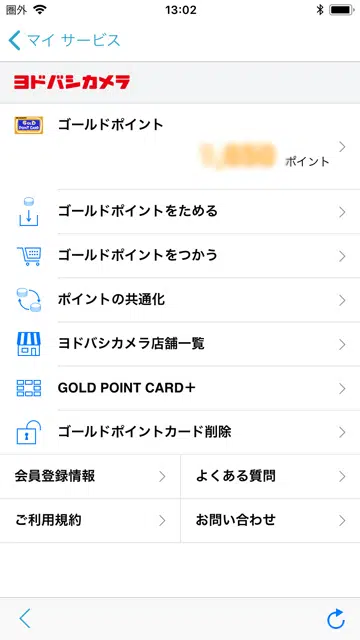 圏外 13:02
マイ サービス
ヨドバシカメラ
GOLD POINT CARD
ゴールドポイント
ポイント
ゴールドポイントをためる
ゴールドポイントをつかう
ポイントの共通化
ヨドバシカメラ店舗一覧
GOLD POINT CARD＋
ゴールドポイントカード削除
会員登録情報 よくある質問
ご利用規約 お問い合わせ